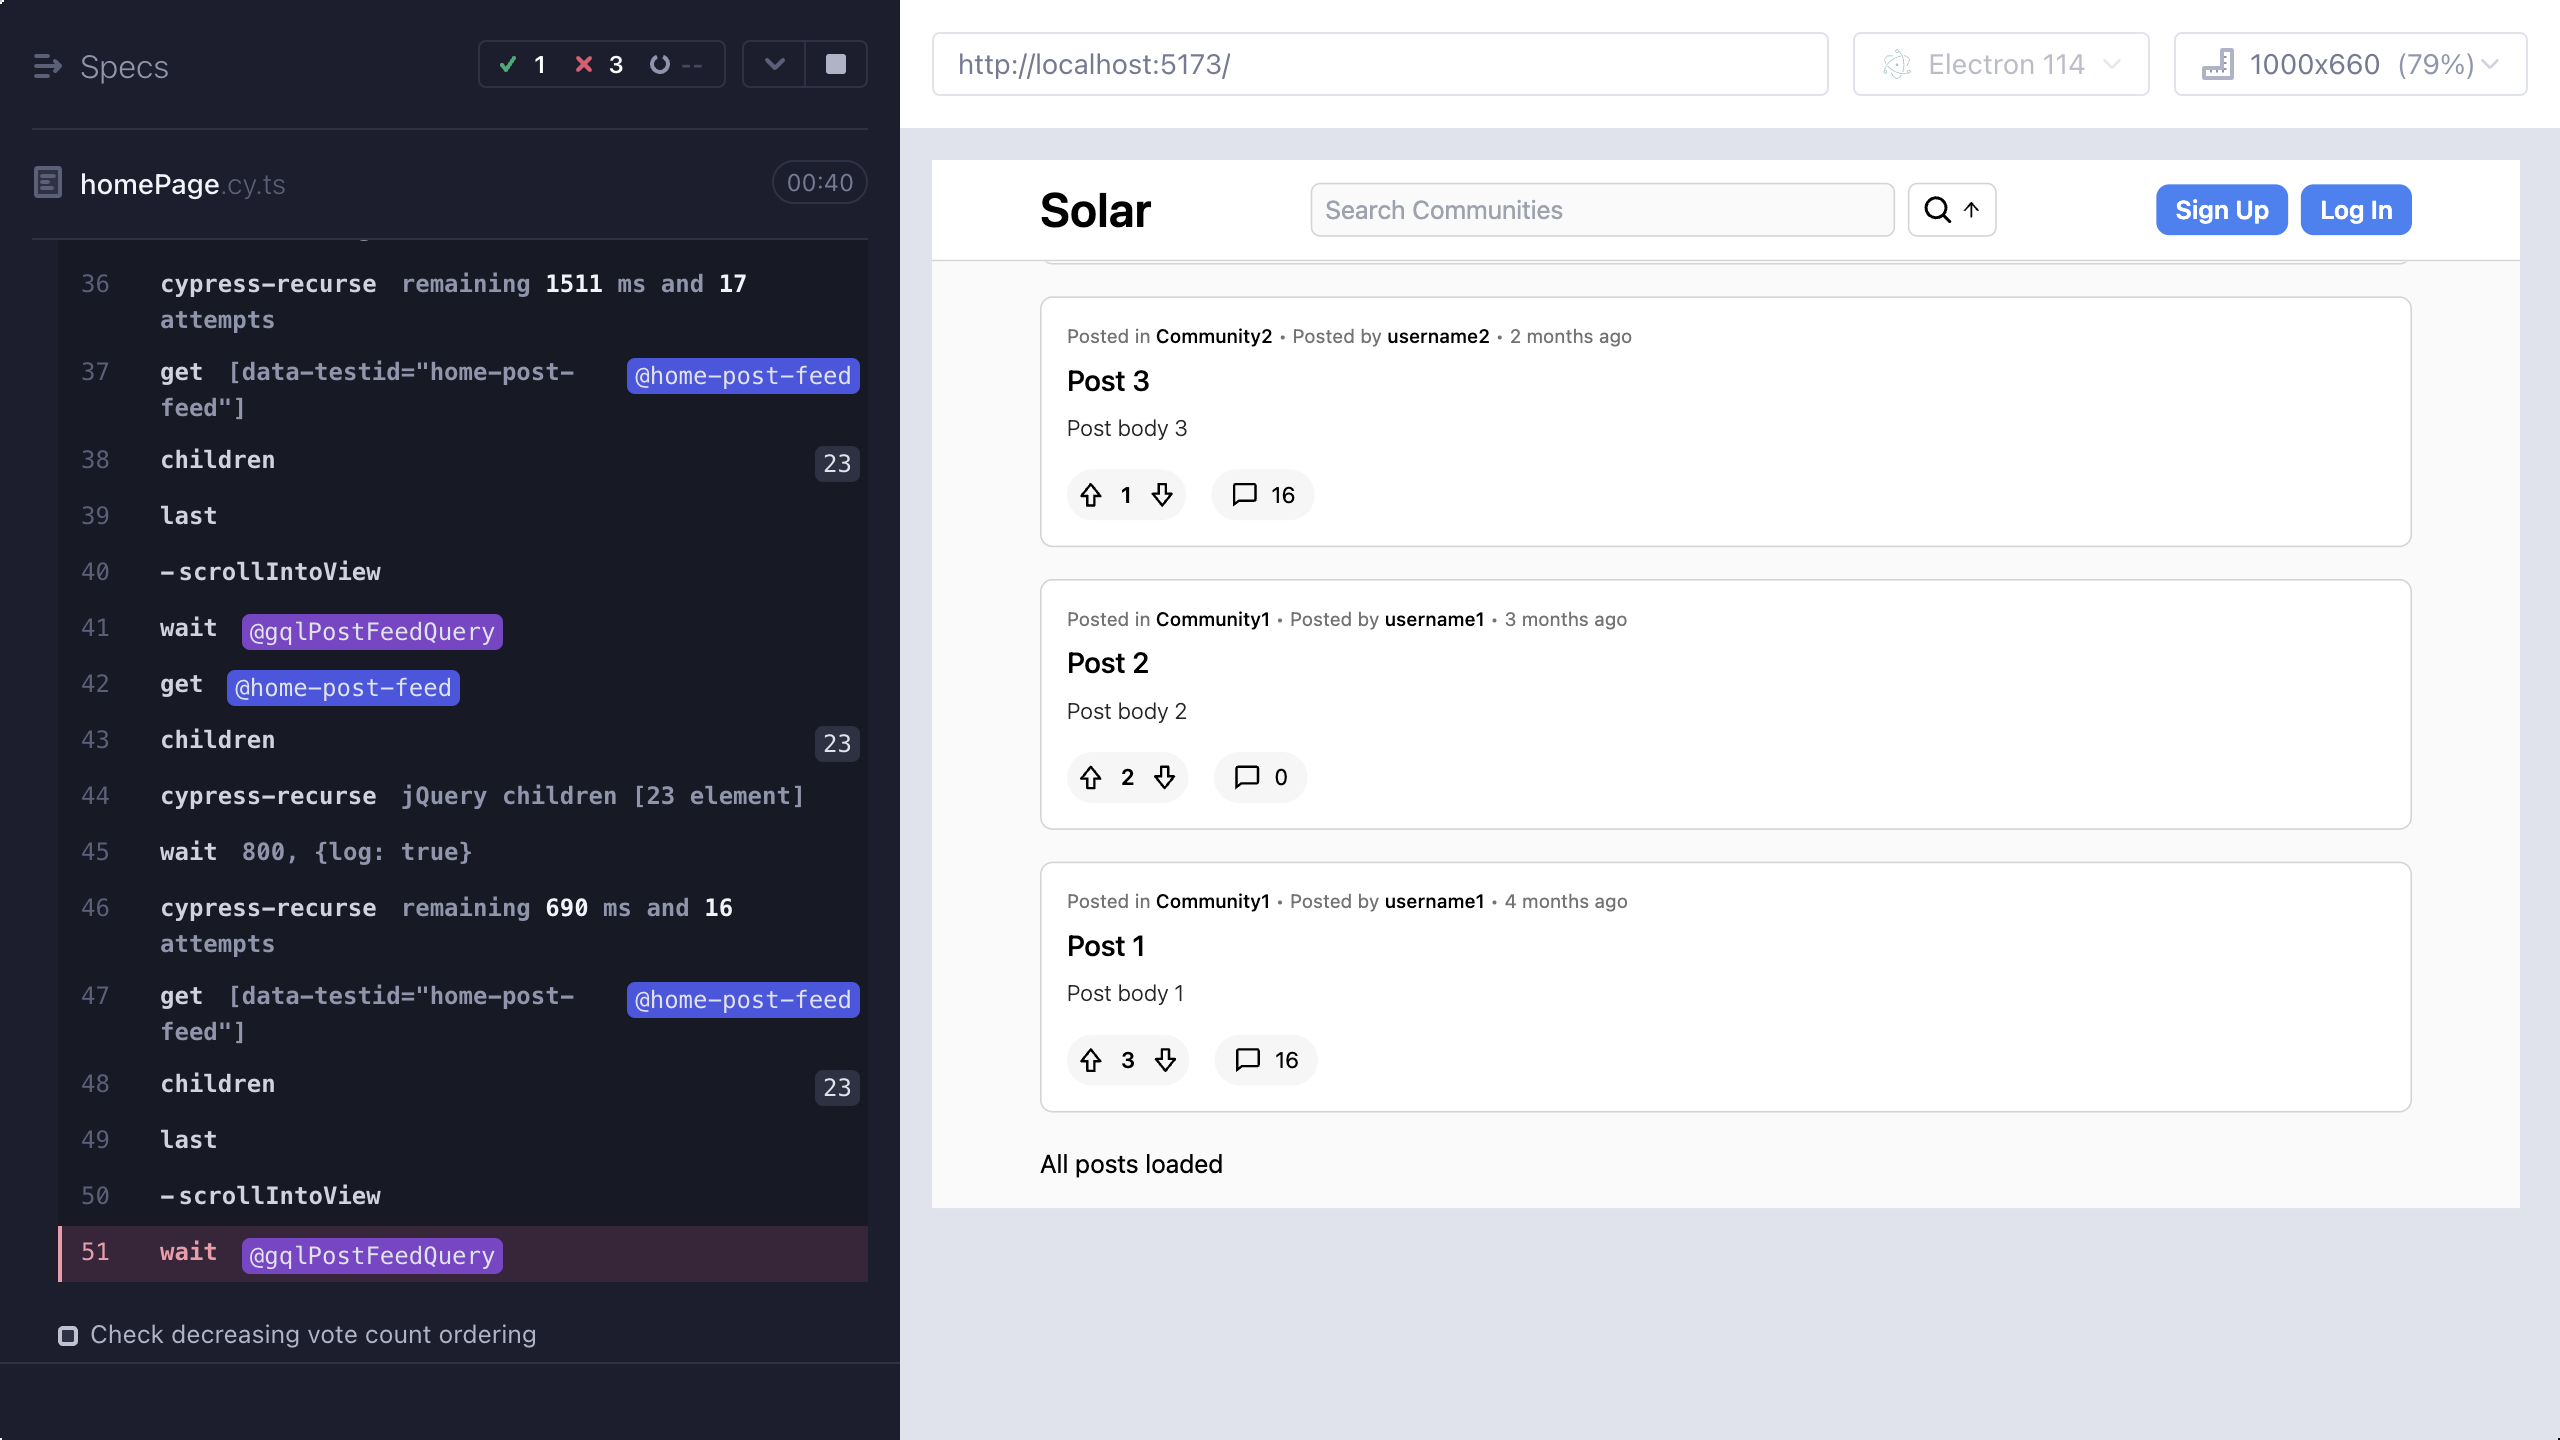 Specs
1 3 --
homePage.cy.ts 00:40
36 cypress-recurse remaining 1511 ms and 17
attempts
37 get [data-testid="home-post- @home-post-feed
feed"]
38 children 23
39 last
40 -scrollIntoView
41 wait @gqlPostFeedQuery
42 get @home-post-feed
43 children 23
44 cypress-recurse jQuery children [23 element]
45 wait 800, {log: true}
46 cypress-recurse remaining 690 ms and 16
attempts
47 get [data-testid="home-post- @home-post-feed
feed"]
48 children 23
49 last
50 -scrollIntoView
51 wait @gqlPostFeedQuery
Check decreasing vote count ordering
http://localhost:5173/ Electron 114 1000x660 (79%)
Solar Search Communities Sign Up Log In
Posted in Community2 • Posted by username2 • 2 months ago
Post 3
Post body 3
1 16
Posted in Community1 • Posted by username1 • 3 months ago
Post 2
Post body 2
2 0
Posted in Community1 • Posted by username1 • 4 months ago
Post 1
Post body 1
3 16
All posts loaded